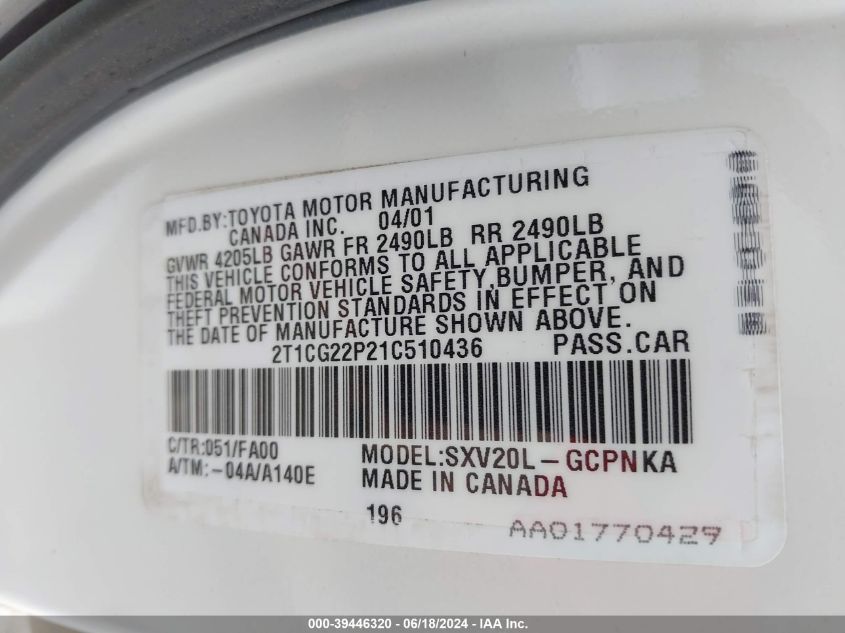 MFD.BY:TOYOTA MOTOR MANUFACTURING
CANADA INC. 04/01
GVWR 4205LB GAWR FR 2490LB RR 2490LB
THIS VEHICLE CONFORMS TO ALL APPLICABLE
FEDERAL MOTOR VEHICLE SAFETY,BUMPER, AND
THEFT PREVENTION STANDARDS IN EFFECT ON
THE DATE OF MANUFACTURE SHOWN ABOVE.
2T1CG22P21C510436 PASS.CAR
C/TR:051/FA00 MODEL:SXV20L-GCPNKA
A/TM:-04A/A140E MADE IN CANADA
196 AA01770429
000-39446320 - 06/18/2024 - IAA Inc.